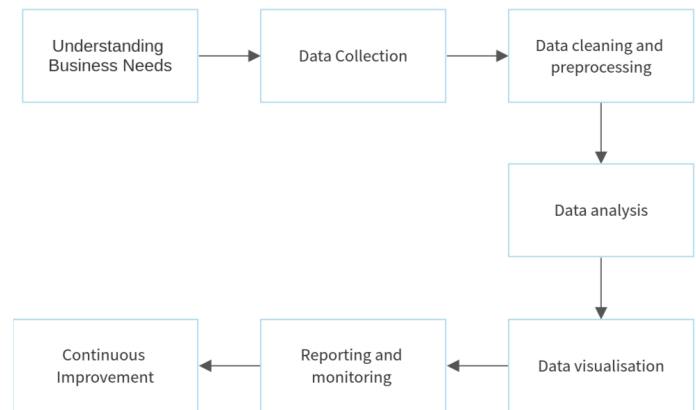 Understanding
Business Needs
Data Collection
Data cleaning and
preprocessing
Data analysis
Data visualisation
Reporting and
monitoring
Continuous
Improvement